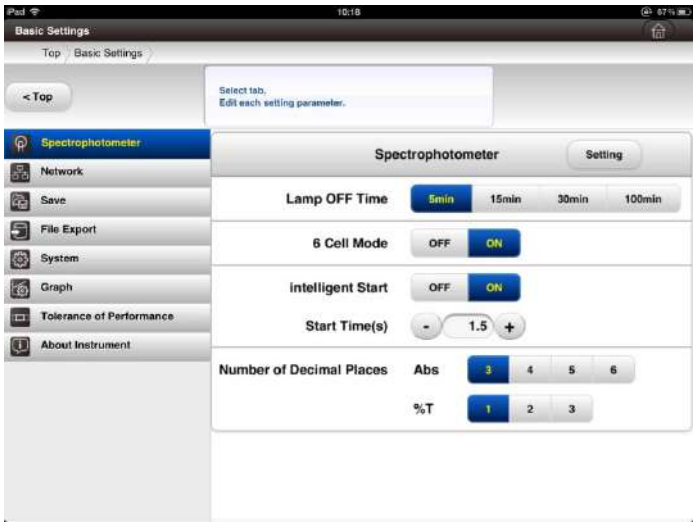 iPad
10:18
87%
Basic Settings
Top
Basic Settings
< Top
Select tab.
Edit each setting parameter.
Spectrophotometer
Network
Save
File Export
System
Graph
Tolerance of Performance
About Instrument
Spectrophotometer
Setting
Lamp OFF Time
5min
15min
30min
100min
6 Cell Mode
OFF
ON
intelligent Start
OFF
ON
Start Time(s)
-
1.5
+
Number of Decimal Places
Abs
3
4
5
6
%T
1
2
3